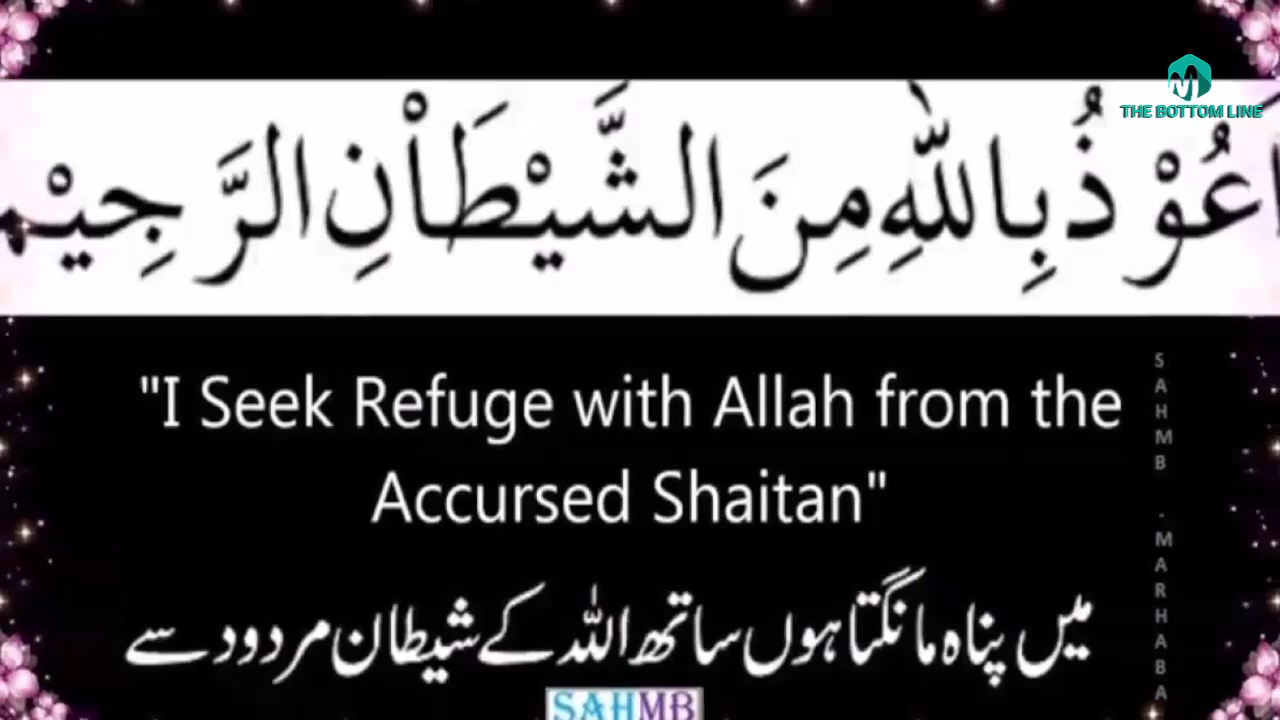 THE BOTTOM LINE
اَعُوْذُ بِاللّٰهِ مِنَ الشَّيْطَاْنِ الرَّجِيْم
"I Seek Refuge with Allah from the
Accursed Shaitan"
میں پناہ مانگتا ہوں ساتھ اللہ کے شیطان مردود سے
SAHMB
SAHMB - MARHABA